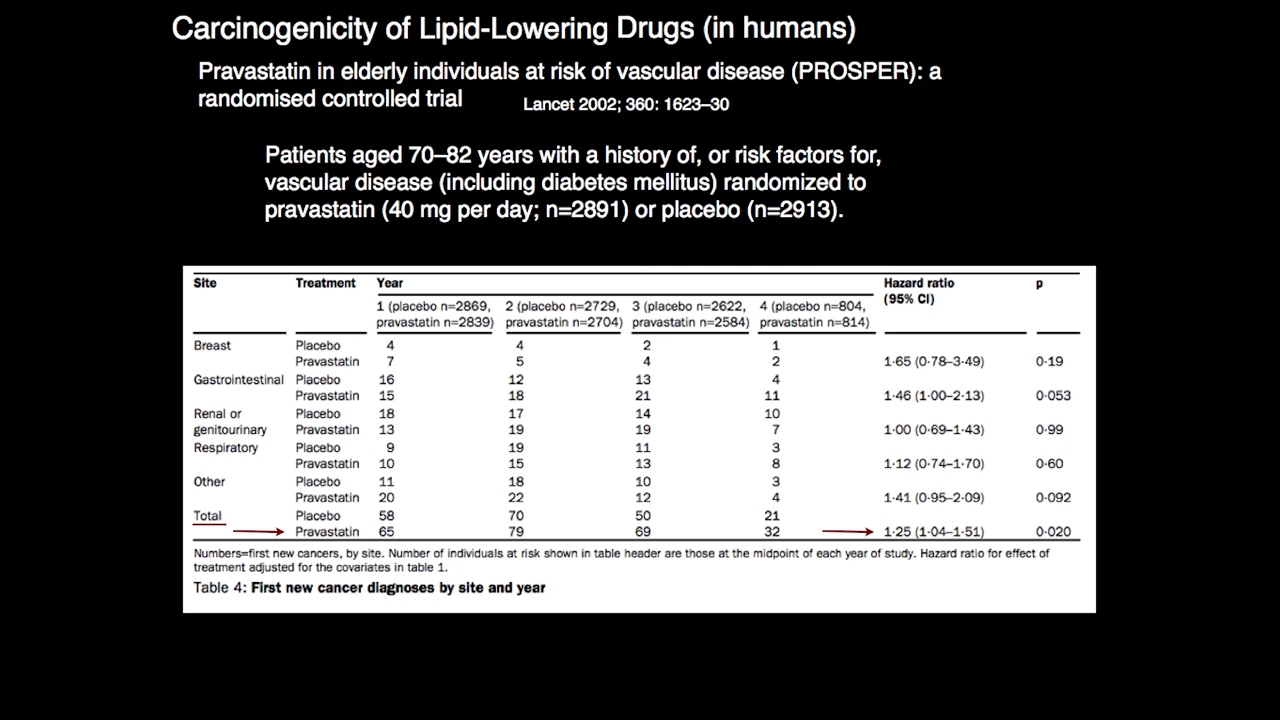 Carcinogenicity of Lipid-Lowering Drugs (in humans)
Pravastatin in elderly individuals at risk of vascular disease (PROSPER): a
randomised controlled trial Lancet 2002; 360: 1623–30
Patients aged 70–82 years with a history of, or risk factors for,
vascular disease (including diabetes mellitus) randomized to
pravastatin (40 mg per day; n=2891) or placebo (n=2913).
Site Treatment Year Hazard ratio p
(95% CI)
1 (placebo n=2869, 2 (placebo n=2729, 3 (placebo n=2622, 4 (placebo n=804,
pravastatin n=2839) pravastatin n=2704) pravastatin n=2584) pravastatin n=814)
Breast Placebo 4 4 2 1
Pravastatin 7 5 4 2 1·65 (0·78–3·49) 0·19
Gastrointestinal Placebo 16 12 13 4
Pravastatin 15 18 21 11 1·46 (1·00–2·13) 0·053
Renal or Placebo 18 17 14 10
genitourinary Pravastatin 13 19 19 7 1·00 (0·69–1·43) 0·99
Respiratory Placebo 9 19 11 3
Pravastatin 10 15 13 8 1·12 (0·74–1·70) 0·60
Other Placebo 11 18 10 3
Pravastatin 20 22 12 4 1·41 (0·95–2·09) 0·092
Total Placebo 58 70 50 21
Pravastatin 65 79 69 32 1·25 (1·04–1·51) 0·020
Numbers=first new cancers, by site. Number of individuals at risk shown in table header are those at the midpoint of each year of study. Hazard ratio for effect of
treatment adjusted for the covariates in table 1.
Table 4: First new cancer diagnoses by site and year